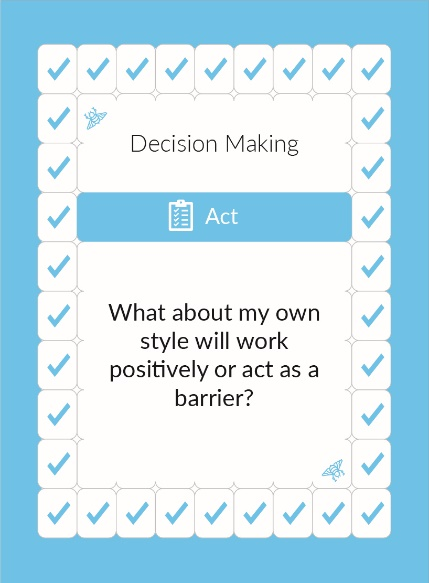 Decision Making
Act
What about my own
style will work
positively or act as a
barrier?